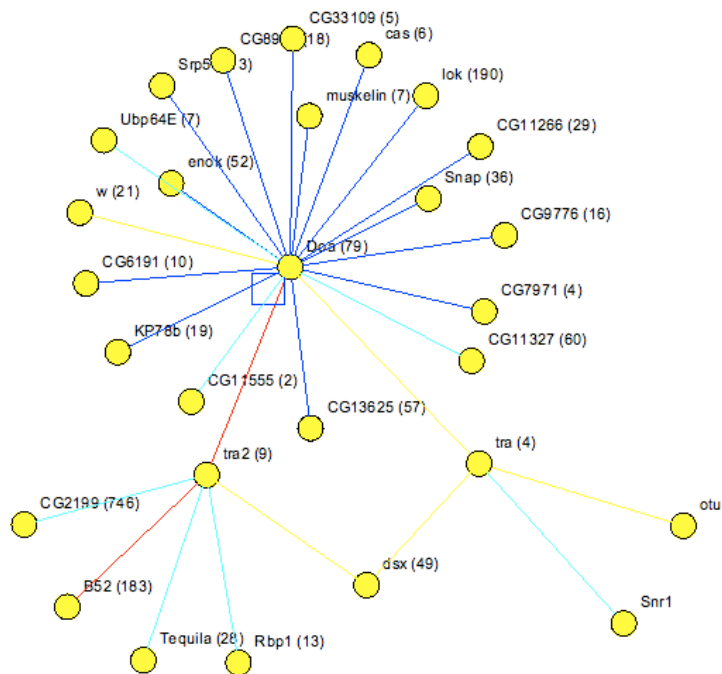 CG33109 (5)
cas (6)
(18)
3)
lok (190)
muskelin (7)
Ubp64E (7)
CG11266 (29)
enok (52)
Snap (36)
w (21)
CG9776 (16)
Doa (79)
CG6191 (10)
CG7971 (4)
KP78b (19)
CG11327 (60)
CG11555 (2)
CG13625 (57)
tra2 (9)
tra (4)
CG2199 (746)
otu
dsx (49)
B52 (183)
Snr1
Tequila (28)
Rbp1 (13)